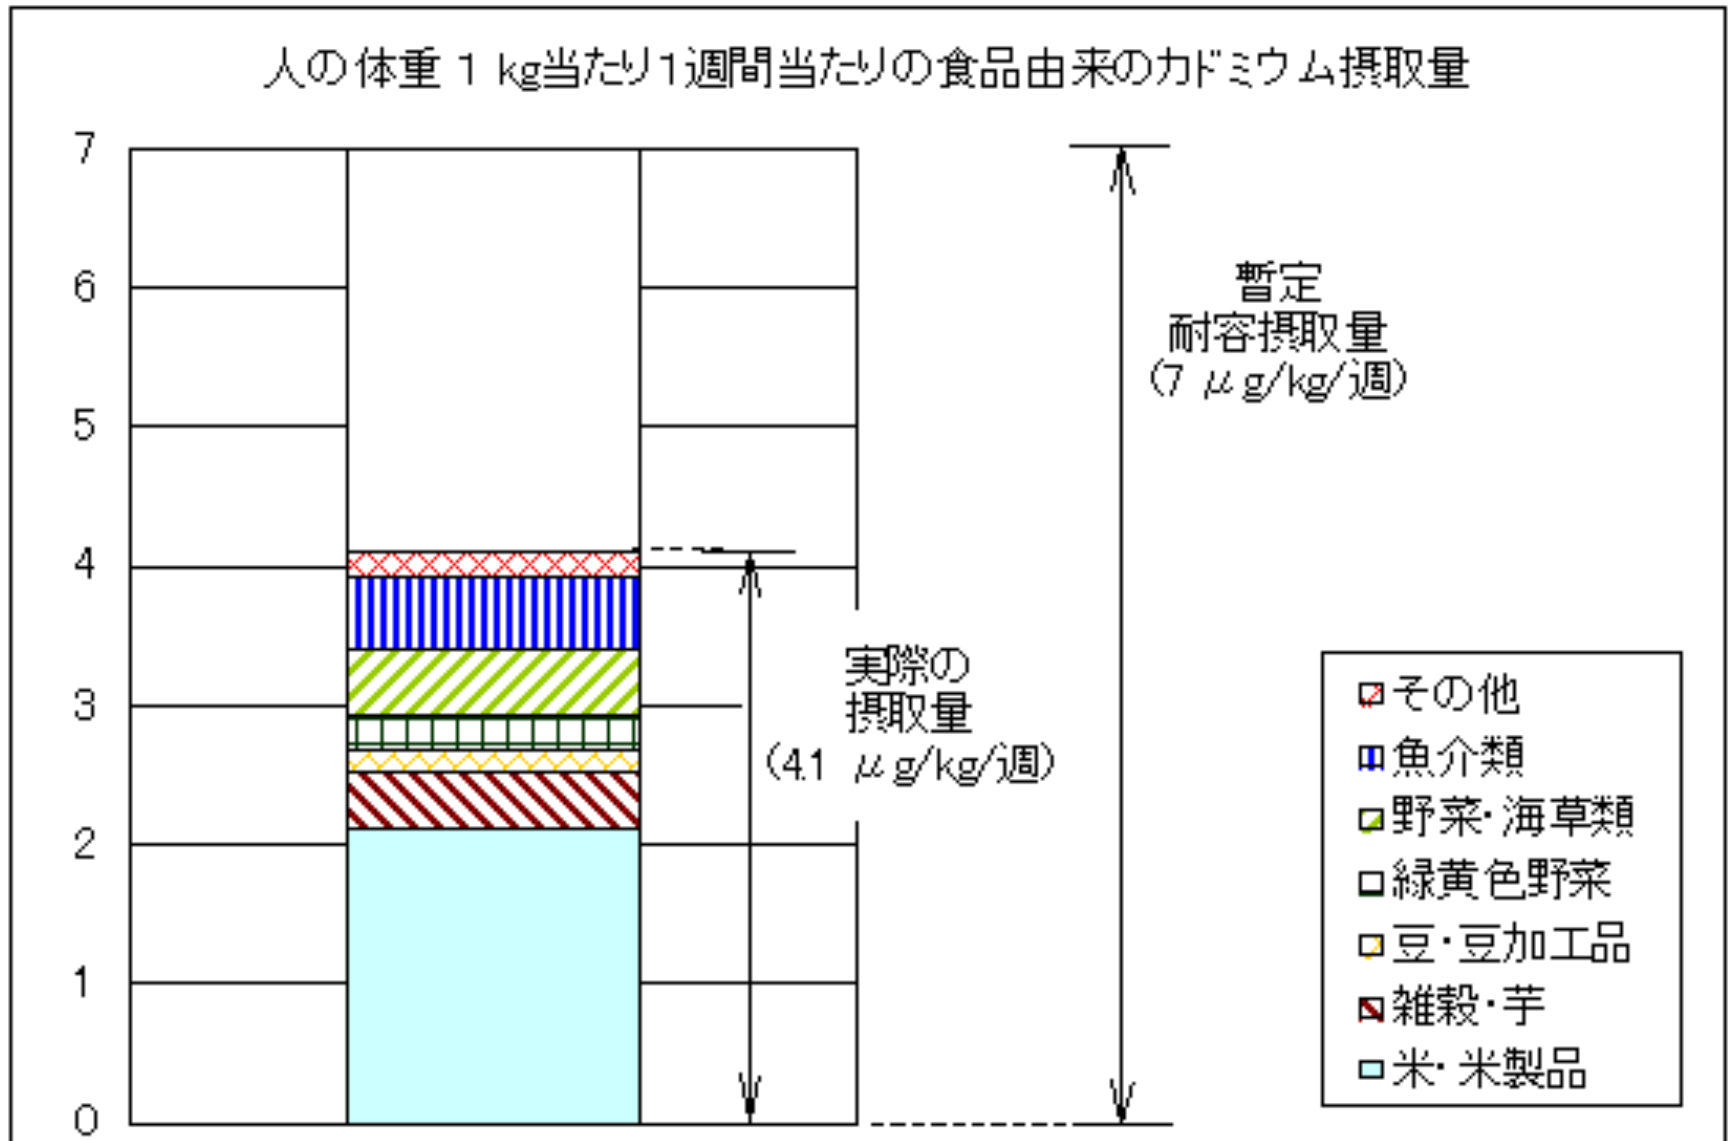 人の体重 1 kg当たり1週間当たりの食品由来のカドミウム摂取量
7
6
5
4
3
2
1
0
暫定
耐容摂取量
(7 μg/kg/週)
実際の
摂取量
(4.1 μg/kg/週)
その他
魚介類
野菜・海草類
緑黄色野菜
豆・豆加工品
雑穀・芋
米・米製品